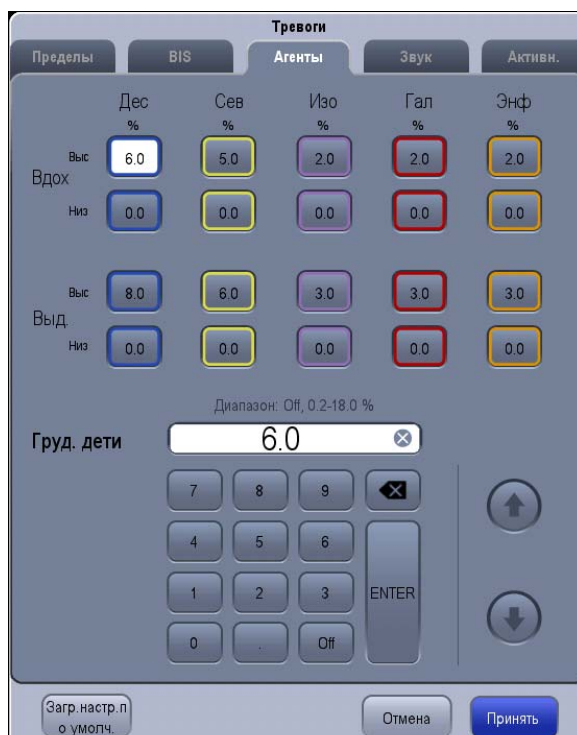 Тревоги
Пределы BIS Агенты Звук Активн.
Дес Сев Изо Гал Энф
% % % % %
Выс 6.0 5.0 2.0 2.0 2.0
Вдох
Низ 0.0 0.0 0.0 0.0 0.0
Выс 8.0 6.0 3.0 3.0 3.0
Выд.
Низ 0.0 0.0 0.0 0.0 0.0
Диапазон: Off, 0.2-18.0 %
Груд. дети 6.0
7 8 9
4 5 6
1 2 3 ENTER
0 . Off
Загр.настр.п
о умолч.
Отмена Принять